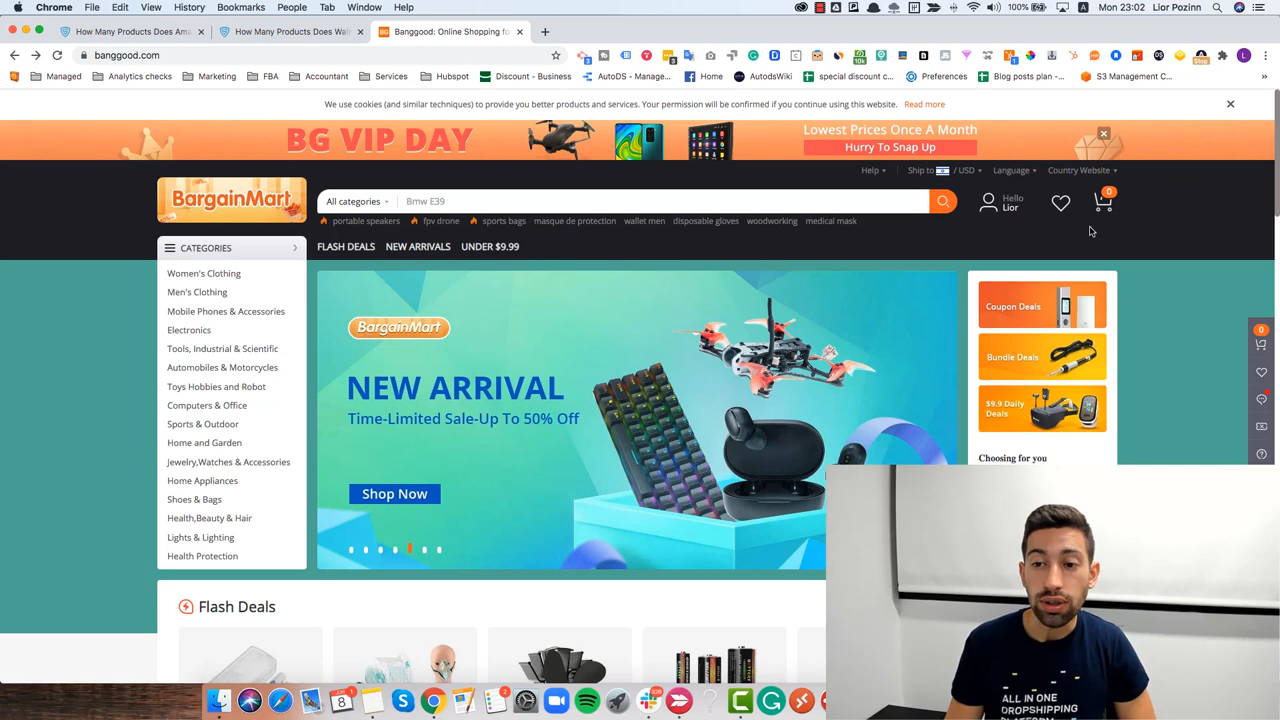 Chrome File Edit View History Bookmarks People Tab Window Help 100% Mon 23:02 Lior Pozinn
How Many Products Does Ama × How Many Products Does Wal × Banggood: Online Shopping fo × +
banggood.com
Managed Analytics checks Marketing FBA Accountant Services Hubspot Discount - Business AutoDS - Manage... Home AutodsWiki special discount c... Preferences Blog posts plan -... S3 Management C...
We use cookies (and similar techniques) to provide you better products and services. Your permission will be confirmed if you continue using this website. Read more
BG VIP DAY
Lowest Prices Once A Month
Hurry To Snap Up
Help Ship to / USD Language Country Website
BargainMart
All categories Bmw E39
Hello
Lior
0
portable speakers fpv drone sports bags masque de protection wallet men disposable gloves woodworking medical mask
CATEGORIES
FLASH DEALS NEW ARRIVALS UNDER $9.99
Women's Clothing
Men's Clothing
Mobile Phones & Accessories
Electronics
Tools, Industrial & Scientific
Automobiles & Motorcycles
Toys Hobbies and Robot
Computers & Office
Sports & Outdoor
Home and Garden
Jewelry,Watches & Accessories
Home Appliances
Shoes & Bags
Health,Beauty & Hair
Lights & Lighting
Health Protection
BargainMart
NEW ARRIVAL
Time-Limited Sale-Up To 50% Off
Shop Now
Coupon Deals
Bundle Deals
$9.9 Daily
Deals
Choosing for you
0
Flash Deals
ALL IN ONE
DROPSHIPPING